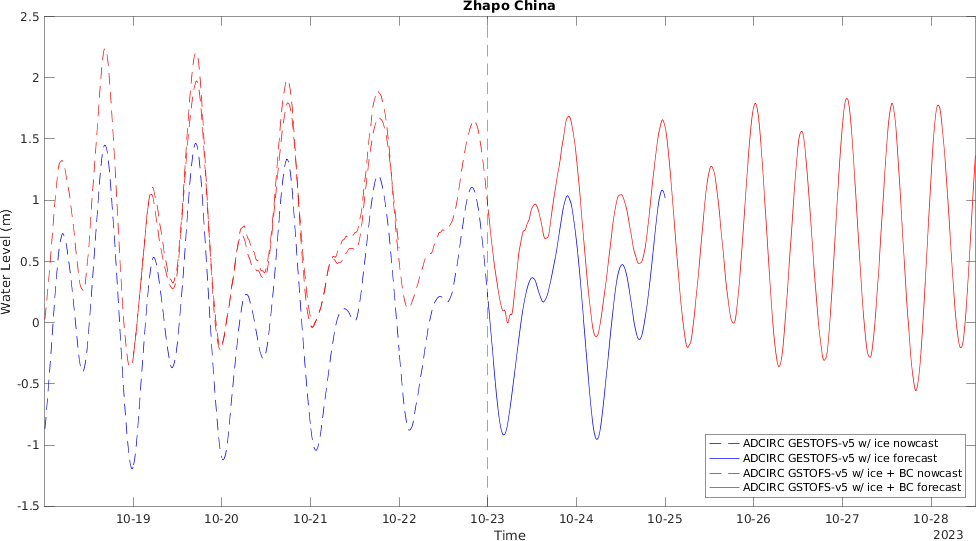 Zhapo China
2.5
2
1.5
1
0.5
0
-0.5
-1
-1.5
Water Level (m)
10-19 10-20 10-21 10-22 10-23 10-24 10-25 10-26 10-27 10-28
Time
2023
ADCIRC GESTOFS-v5 w/ ice nowcast
ADCIRC GESTOFS-v5 w/ ice forecast
ADCIRC GSTOFS-v5 w/ ice + BC nowcast
ADCIRC GSTOFS-v5 w/ ice + BC forecast